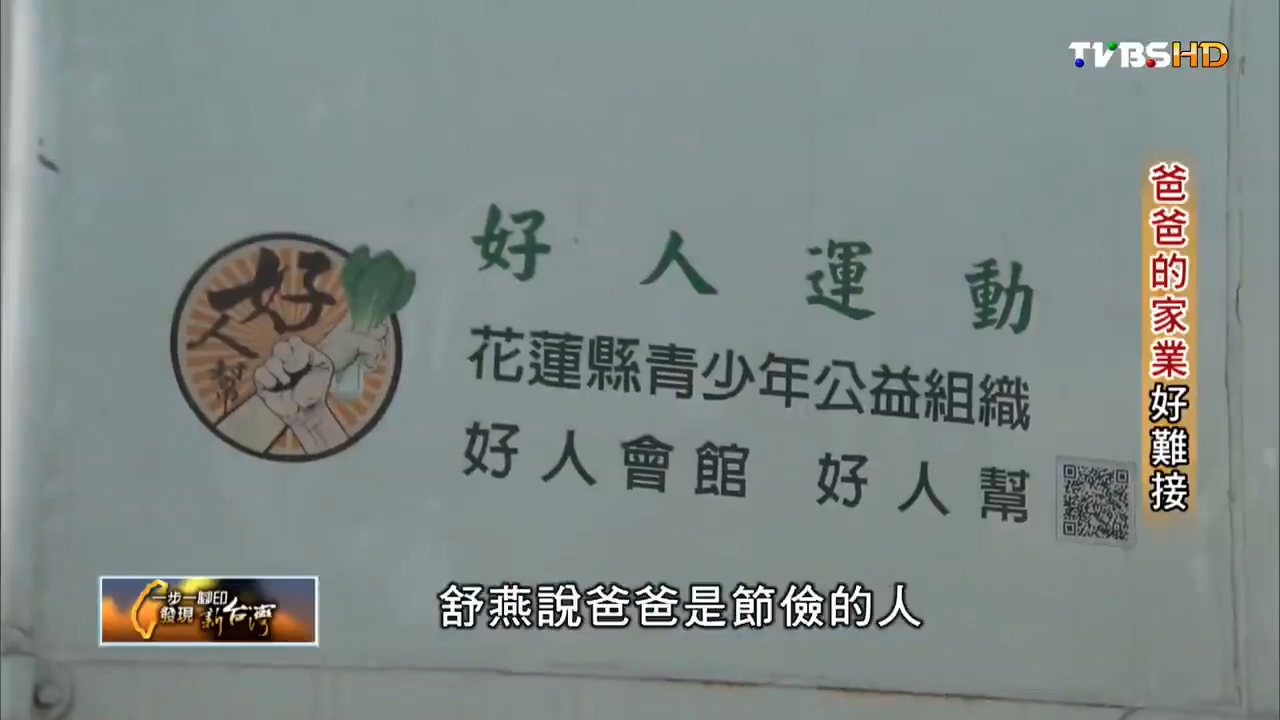 TVBSHD
爸爸的家業好難接
好人運動
花蓮縣青少年公益組織
好人會館 好人幫
好人幫
一步一腳印
發現新台灣
舒燕說爸爸是節儉的人